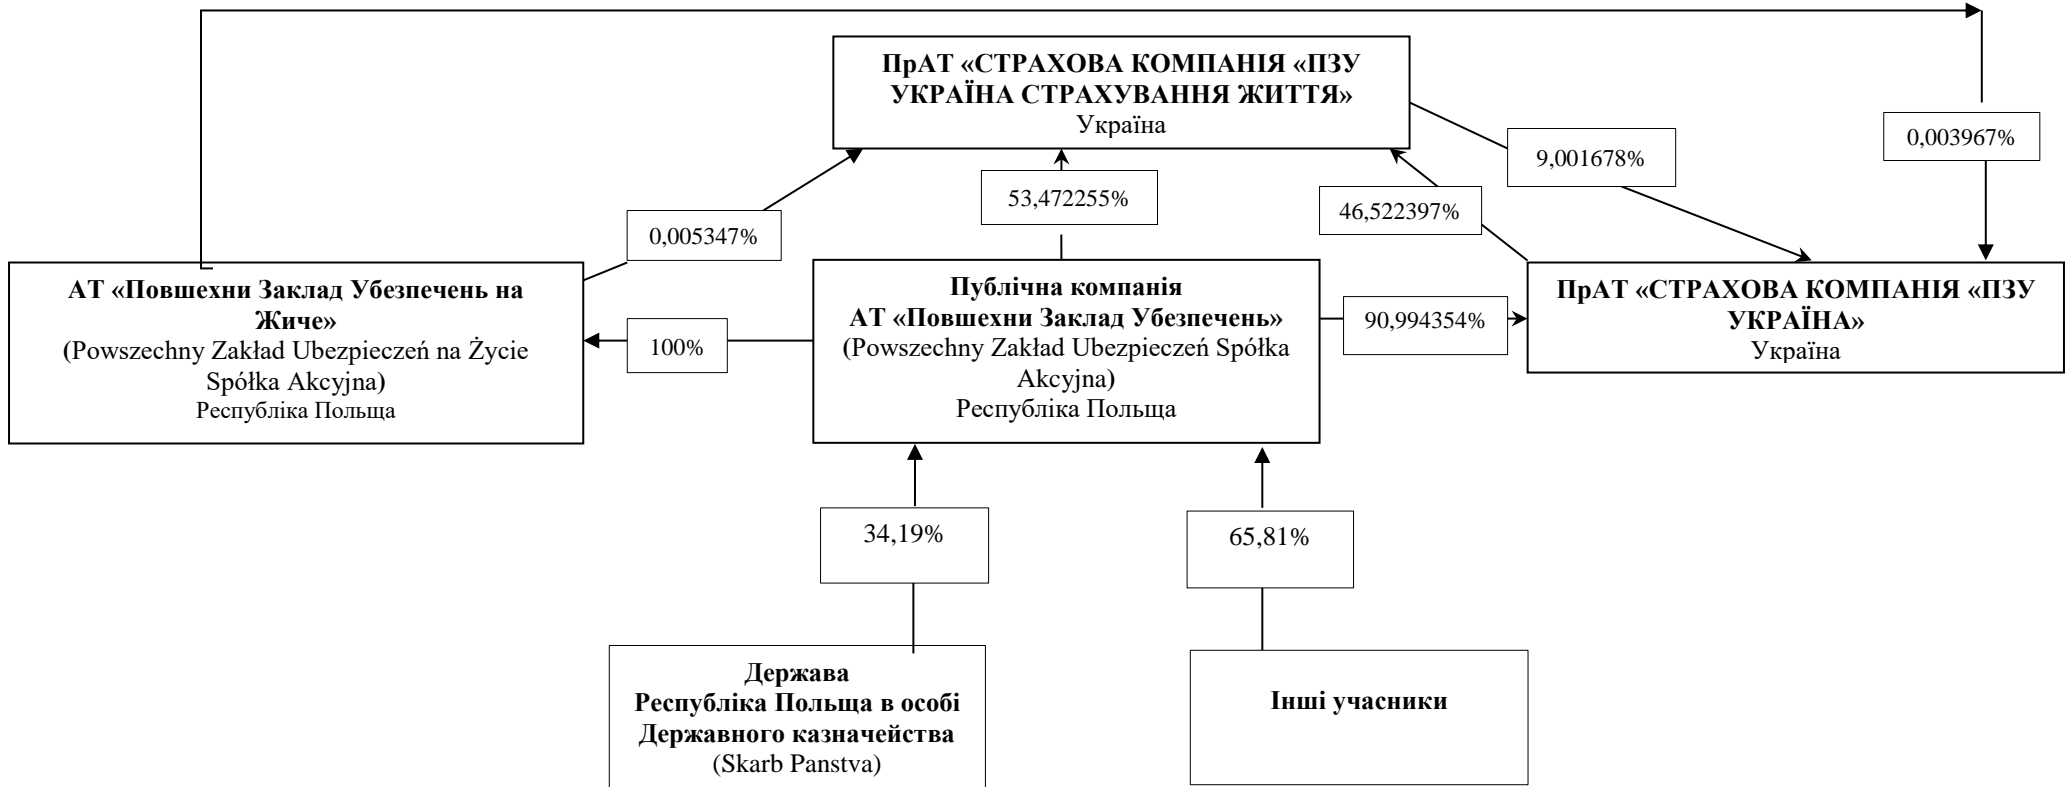 ПрАТ «СТРАХОВА КОМПАНІЯ «ПЗУ
УКРАЇНА СТРАХУВАННЯ ЖИТТЯ»
Україна
0,003967%
9,001678%
53,472255%
46,522397%
0,005347%
АТ «Повшехни Заклад Убезпечень на
Жиче»
(Powszechny Zakład Ubezpieczeń na Życie
Spółka Akcyjna)
Республіка Польща
100%
Публічна компанія
АТ «Повшехни Заклад Убезпечень»
(Powszechny Zakład Ubezpieczeń Spółka
Akcyjna)
Республіка Польща
90,994354%
ПрАТ «СТРАХОВА КОМПАНІЯ «ПЗУ
УКРАЇНА»
Україна
34,19%
65,81%
Держава
Республіка Польща в особі
Державного казначейства
(Skarb Panstva)
Інші учасники